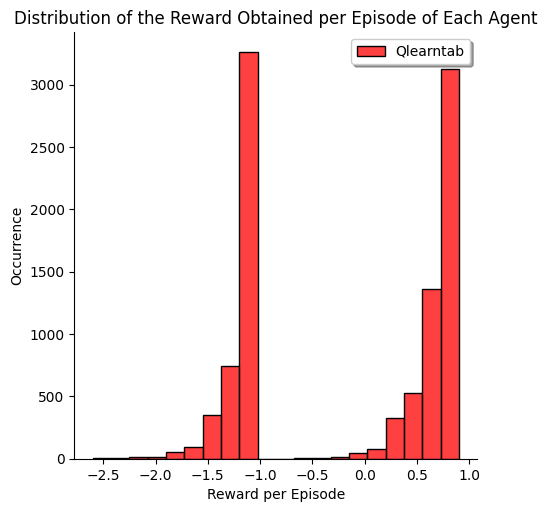 Distribution of the Reward Obtained per Episode of Each Agent
Qlearntab
3000
2500
2000
1500
1000
500
0
Occurrence
−2.5 −2.0 −1.5 −1.0 −0.5 0.0 0.5 1.0
Reward per Episode